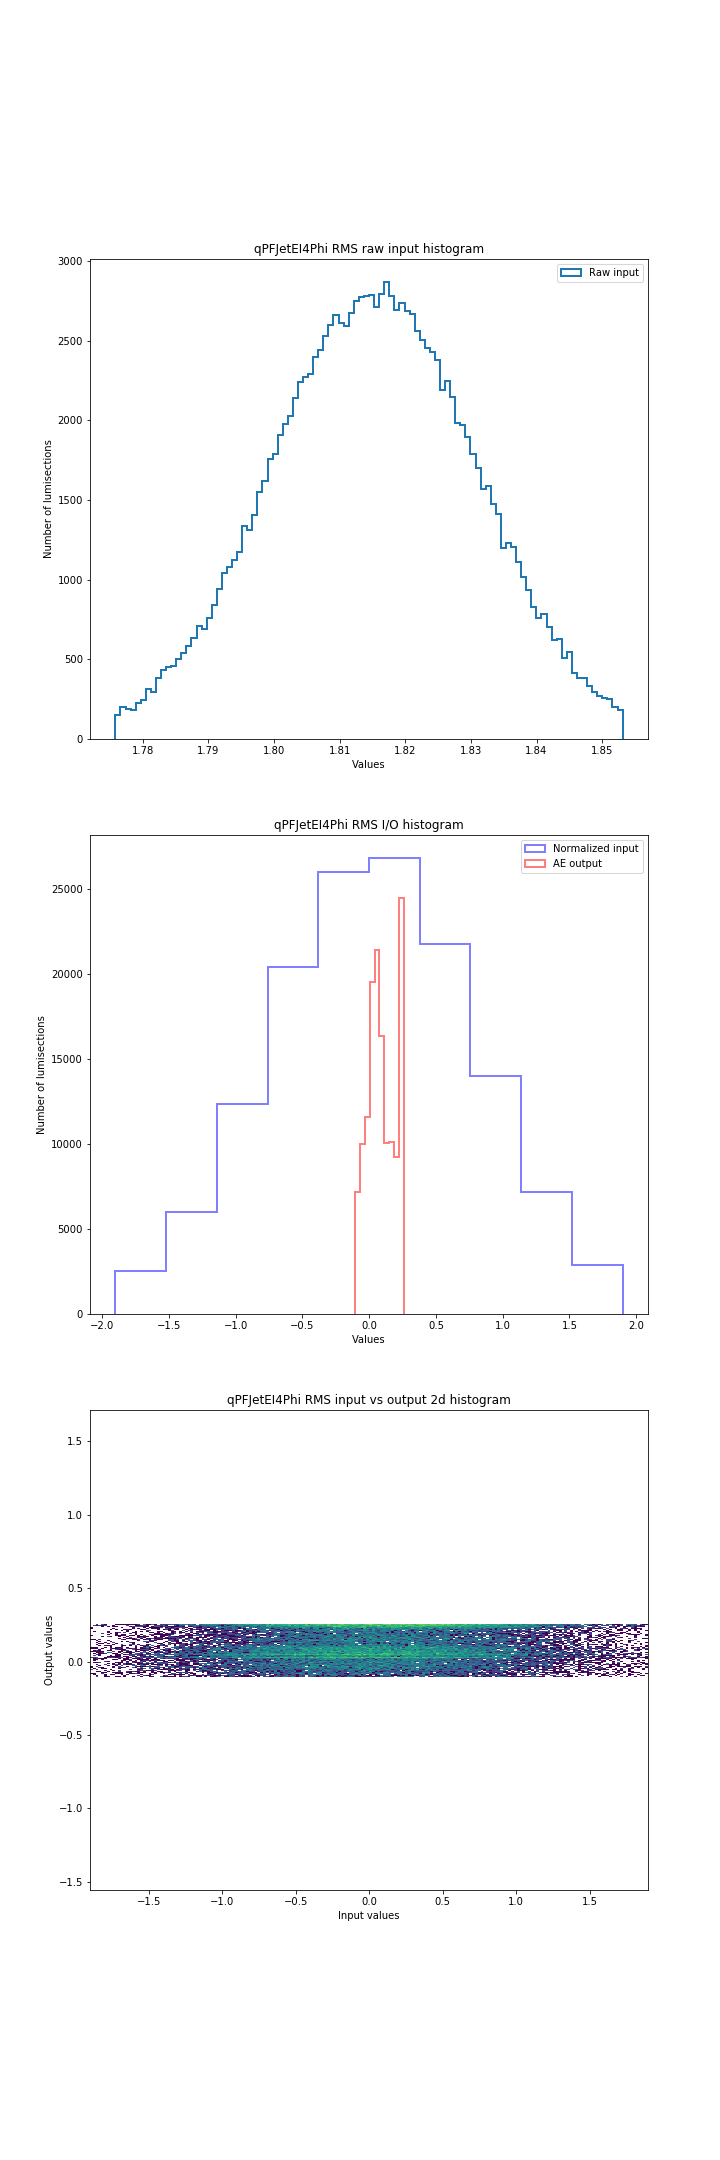 qPFJetEI4Phi RMS raw input histogram
Raw input
3000
2500
2000
1500
1000
500
0
Number of lumisections
1.78 1.79 1.80 1.81 1.82 1.83 1.84 1.85
Values
qPFJetEI4Phi RMS I/O histogram
Normalized input
AE output
25000
20000
15000
10000
5000
0
Number of lumisections
−2.0 −1.5 −1.0 −0.5 0.0 0.5 1.0 1.5 2.0
Values
qPFJetEI4Phi RMS input vs output 2d histogram
1.5
1.0
0.5
0.0
−0.5
−1.0
−1.5
Output values
−1.5 −1.0 −0.5 0.0 0.5 1.0 1.5
Input values